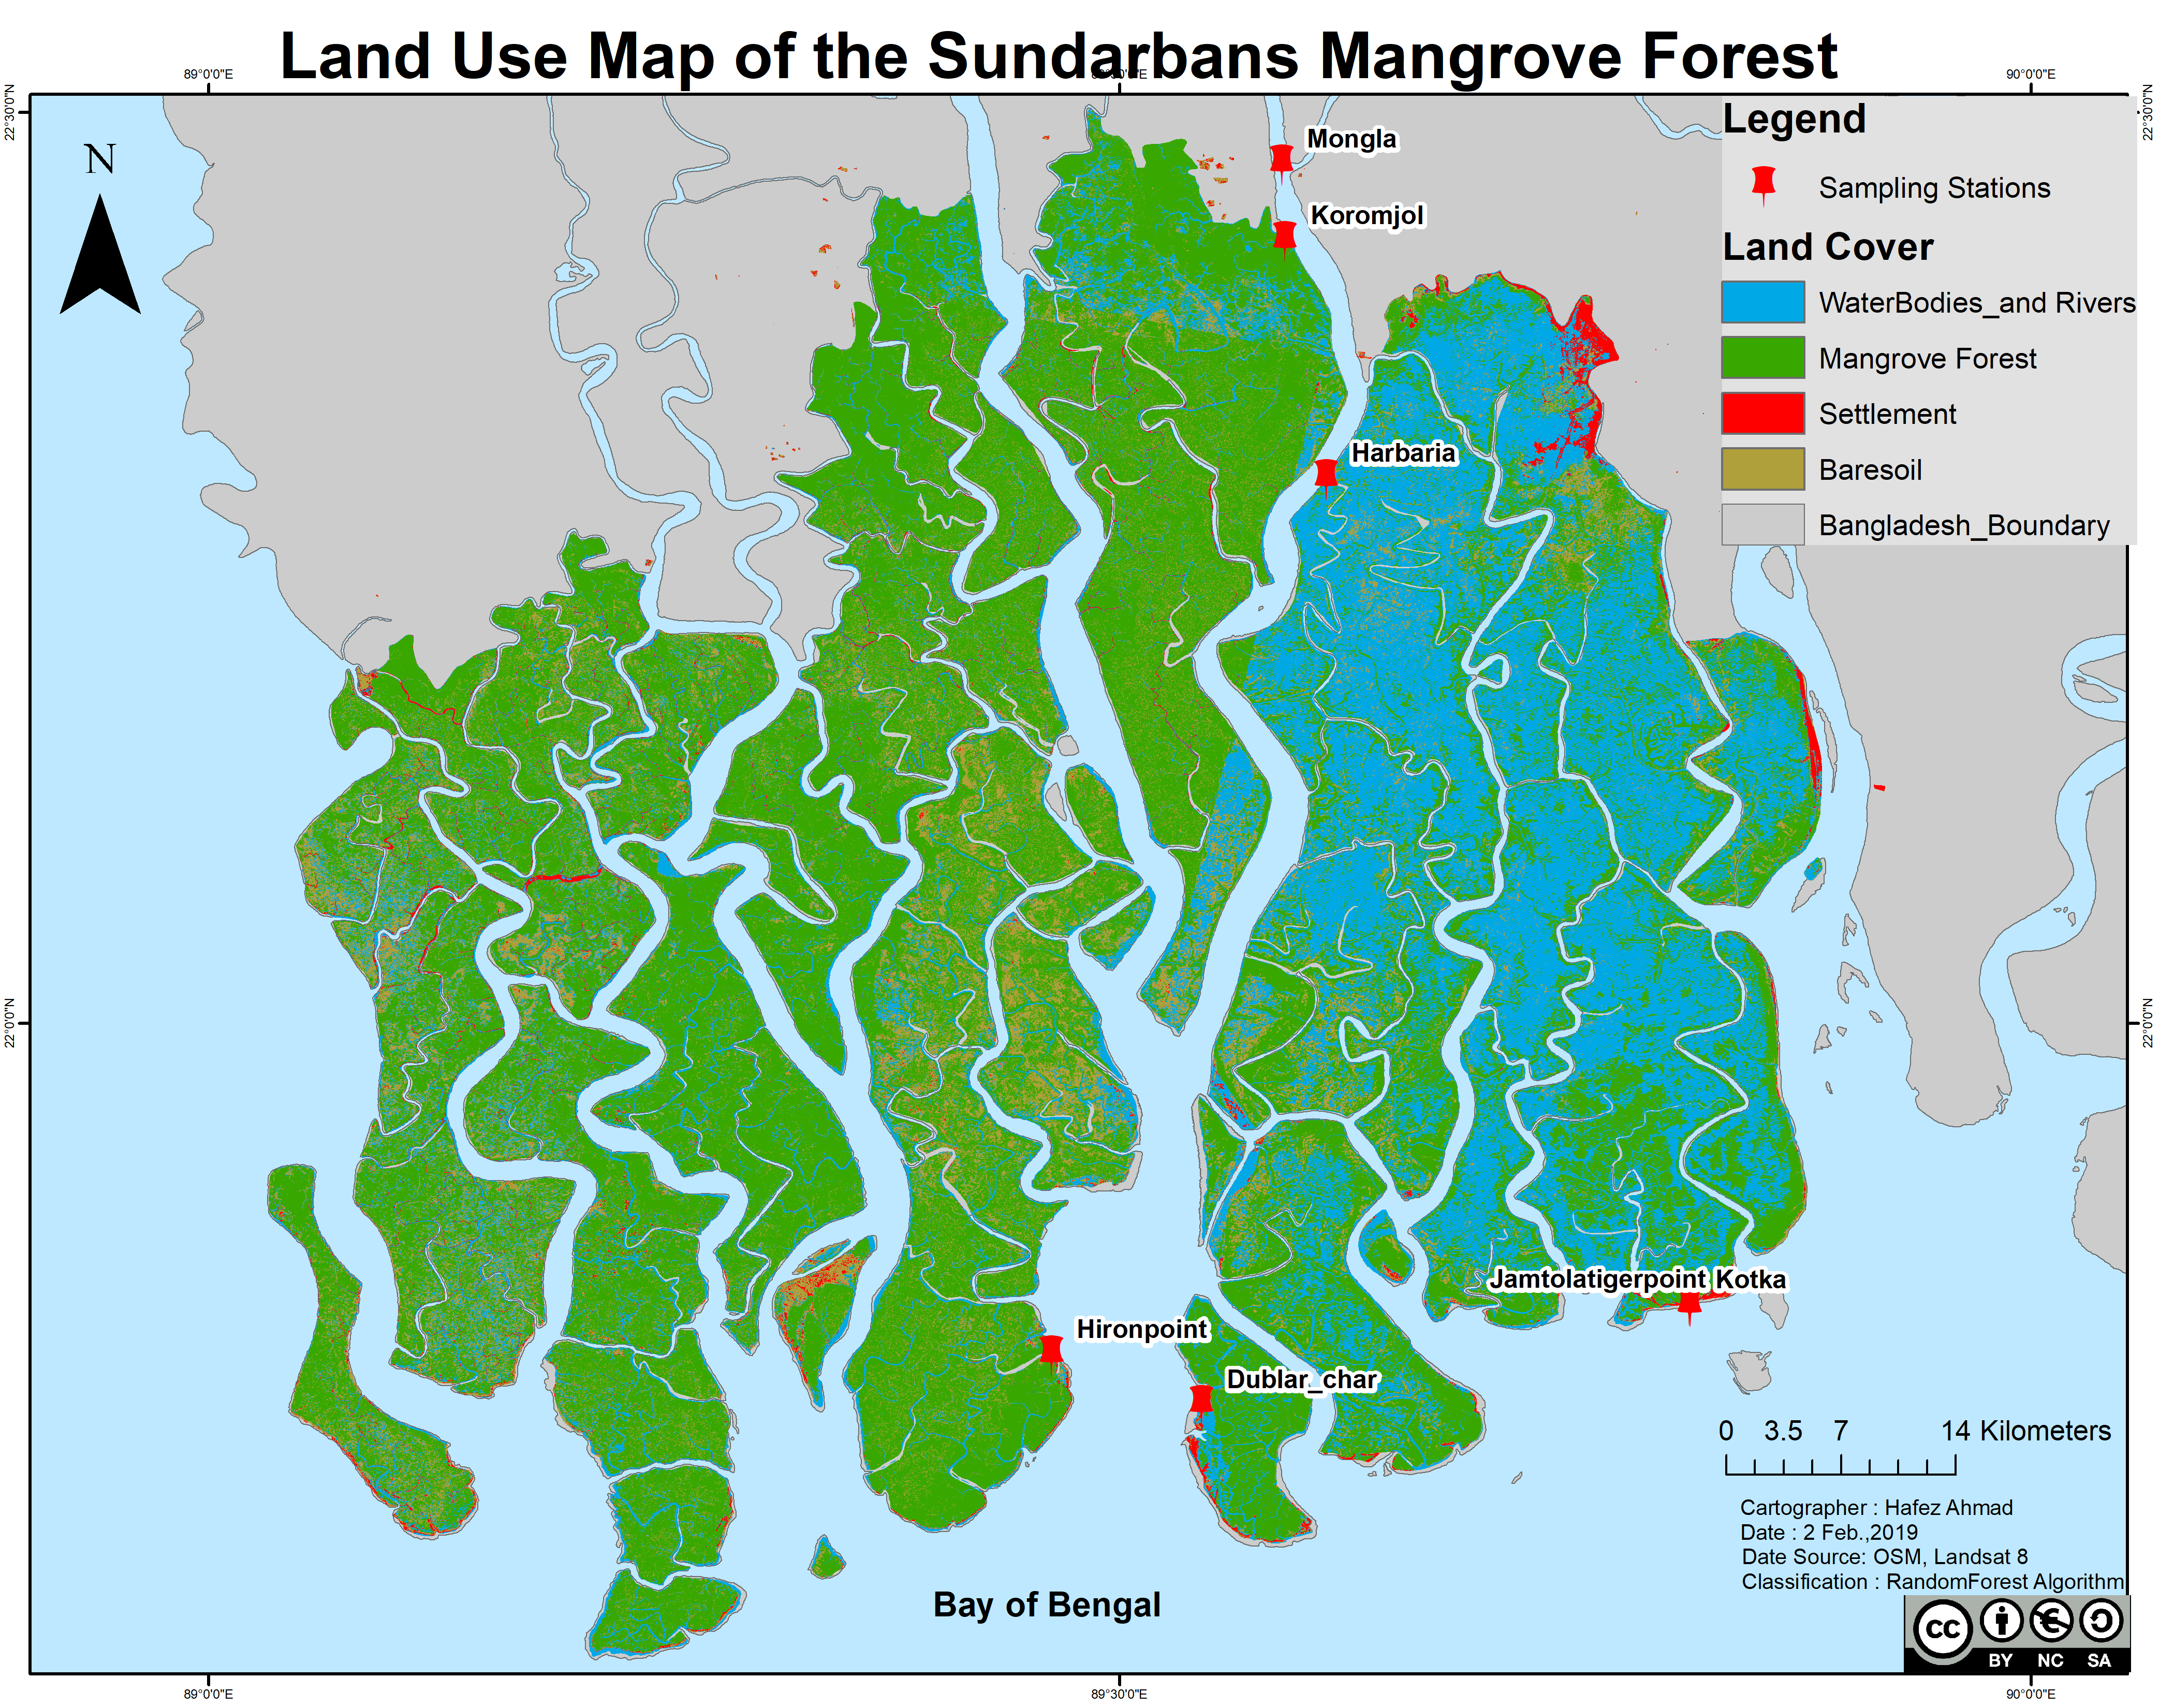 Land Use Map of the Sundarbans Mangrove Forest
89°0'0"E
89°30'0"E
90°0'0"E
22°30'0"N
22°30'0"N
N
Mongla
Koromjol
Harbaria
Legend
Sampling Stations
Land Cover
WaterBodies_and Rivers
Mangrove Forest
Settlement
Baresoil
Bangladesh_Boundary
22°0'0"N
22°0'0"N
Jamtolatigerpoint Kotka
Hironpoint
Dublar_char
0 3.5 7 14 Kilometers
Cartographer : Hafez Ahmad
Date : 2 Feb.,2019
Date Source: OSM, Landsat 8
Classification : RandomForest Algorithm
Bay of Bengal
cc
BY NC SA
89°0'0"E
89°30'0"E
90°0'0"E